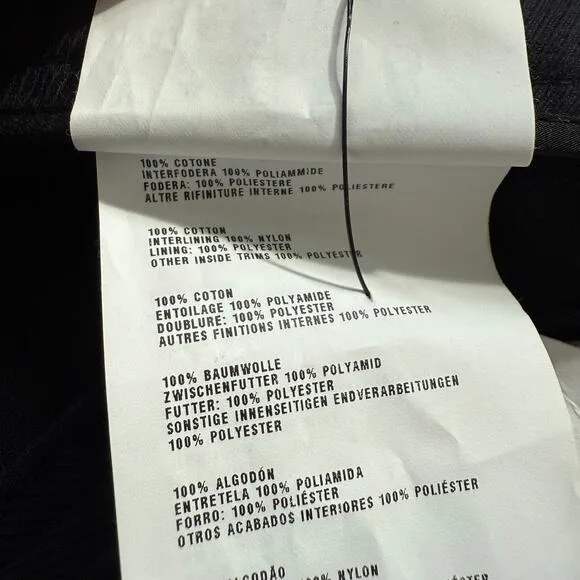 100% COTONE
INTERFODERA 100% POLIAMMIDE
FODERA: 100% POLIESTERE
ALTRE RIFINITURE INTERNE 100% POLIESTERE
100% COTTON
INTERLINING 100% NYLON
LINING: 100% POLYESTER
OTHER INSIDE TRIMS 100% POLYESTER
100% COTON
ENTOILAGE 100% POLYAMIDE
DOUBLURE: 100% POLYESTER
AUTRES FINITIONS INTERNES 100% POLYESTER
100% BAUMWOLLE
ZWISCHENFUTTER 100% POLYAMID
FUTTER: 100% POLYESTER
SONSTIGE INNENSEITIGEN ENDVERARBEITUNGEN
100% POLYESTER
100% ALGODÓN
ENTRETELA 100% POLIAMIDA
FORRO: 100% POLIÉSTER
OTROS ACABADOS INTERIORES 100% POLIÉSTER
ALGODÃO
NYLON